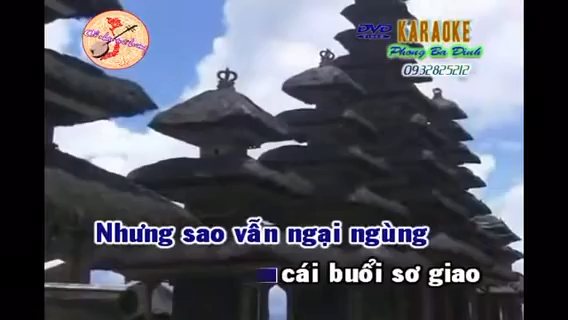 DVD KARAOKE
Phong Ba Dinh
0932825212
Nhưng sao vẫn ngại ngùng
cái buổi sơ giao